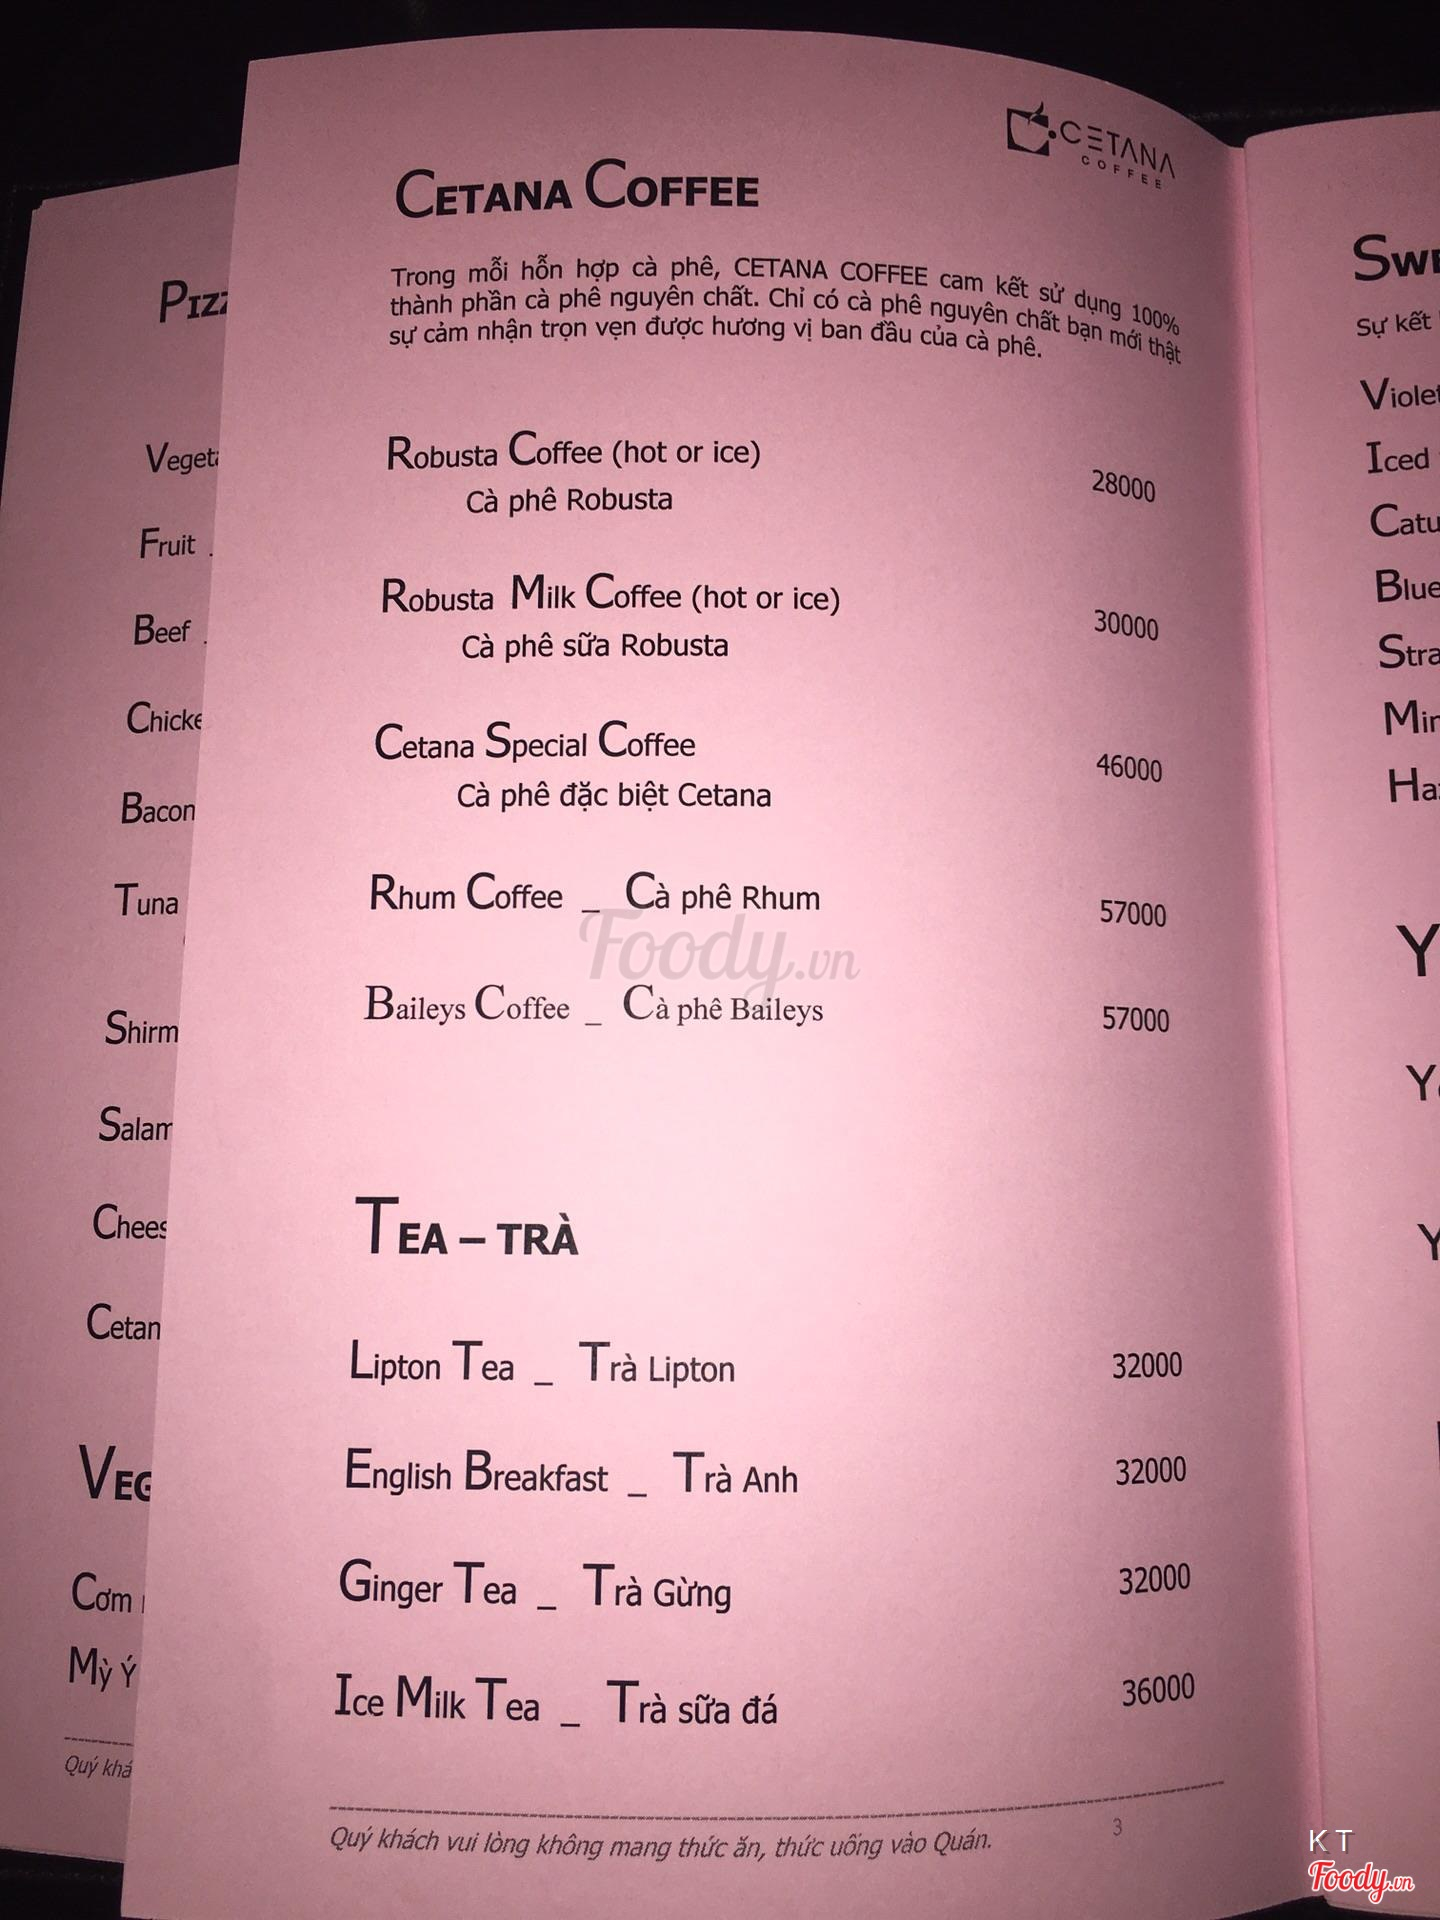 PIZZ
Vegeta
Fruit _
Beef _
Chicke
Bacon
Tuna
Shirm
Salam
Chees
Cetan
VEG
Cơm
Mỳ Ý
Quý khá
CETANA
COFFEE
CETANA COFFEE
Trong mỗi hỗn hợp cà phê, CETANA COFFEE cam kết sử dụng 100%
thành phần cà phê nguyên chất. Chỉ có cà phê nguyên chất bạn mới thật
sự cảm nhận trọn vẹn được hương vị ban đầu của cà phê.
Robusta Coffee (hot or ice)
28000
Cà phê Robusta
Robusta Milk Coffee (hot or ice)
30000
Cà phê sữa Robusta
Cetana Special Coffee
46000
Cà phê đặc biệt Cetana
Rhum Coffee _ Cà phê Rhum 57000
Foody.vn
Baileys Coffee _ Cà phê Baileys 57000
TEA – TRÀ
Lipton Tea _ Trà Lipton 32000
English Breakfast _ Trà Anh 32000
Ginger Tea _ Trà Gừng 32000
Ice Milk Tea _ Trà sữa đá 36000
Quý khách vui lòng không mang thức ăn, thức uống vào Quán.
3
SWE
Sự kết
Violet
Iced
Catu
Blue
Stra
Min
Haz
Y
Y
Y
K T
Foody.vn